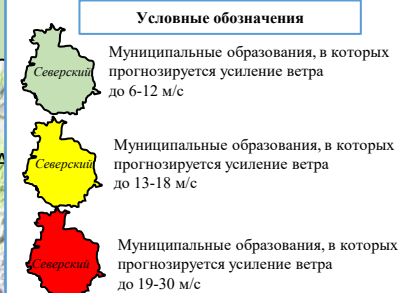 Условные обозначения
Муниципальные образования, в которых
Северский
прогнозируется усиление ветра
до 6-12 м/с
Муниципальные образования, в которых
Северский
прогнозируется усиление ветра
до 13-18 м/с
Муниципальные образования, в которых
Северский
прогнозируется усиление ветра
до 19-30 м/с